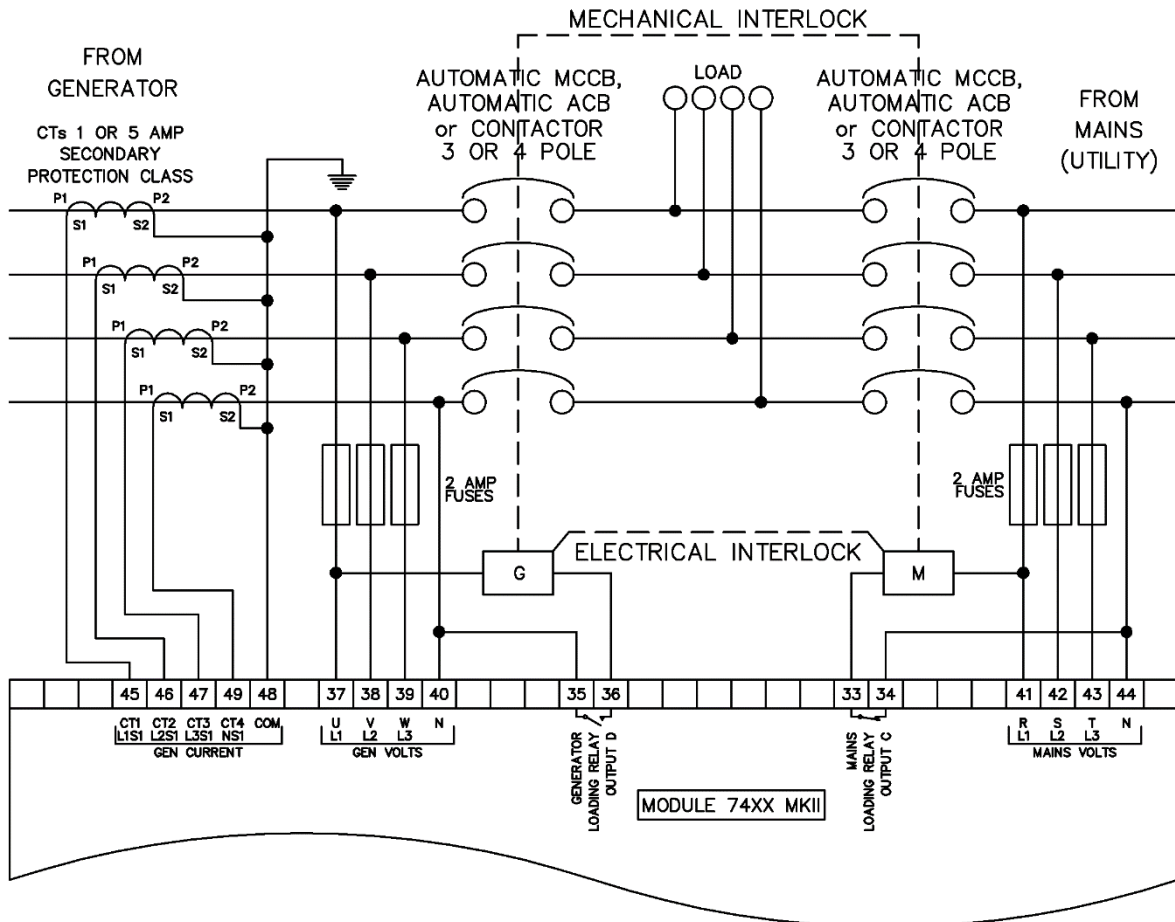 MECHANICAL INTERLOCK
FROM
GENERATOR
CTs 1 OR 5 AMP
SECONDARY
PROTECTION CLASS
AUTOMATIC MCCB,
AUTOMATIC ACB
or CONTACTOR
3 OR 4 POLE
LOAD
AUTOMATIC MCCB,
AUTOMATIC ACB
or CONTACTOR
3 OR 4 POLE
FROM
MAINS
(UTILITY)
P1 P2
S1 S2
P1 P2
S1 S2
P1 P2
S1 S2
P1 P2
S1 S2
2 AMP
FUSES
2 AMP
FUSES
ELECTRICAL INTERLOCK
G
M
45 46 47 49 48 37 38 39 40 35 36 33 34 41 42 43 44
CT1 CT2 CT3 CT4 COM
L1S1 L2S1 L3S1 NS1
GEN CURRENT
U V W N
L1 L2 L3
GEN VOLTS
GENERATOR
LOADING RELAY
OUTPUT D
MODULE 74XX MKII
MAINS
LOADING RELAY
OUTPUT C
R S T N
L1 L2 L3
MAINS VOLTS